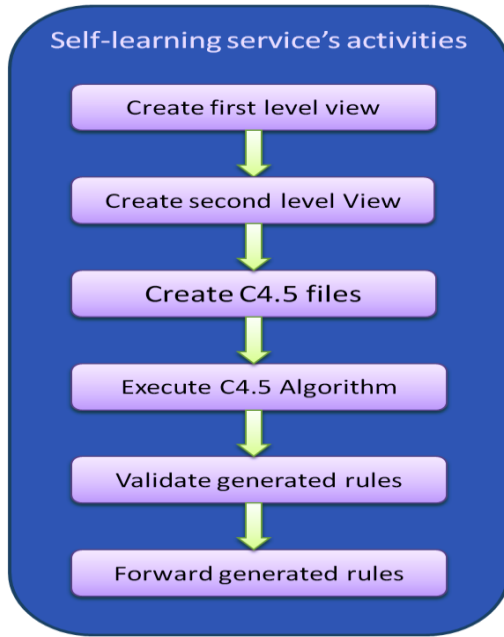 Self-learning service's activities
Create first level view
Create second level View
Create C4.5 files
Execute C4.5 Algorithm
Validate generated rules
Forward generated rules